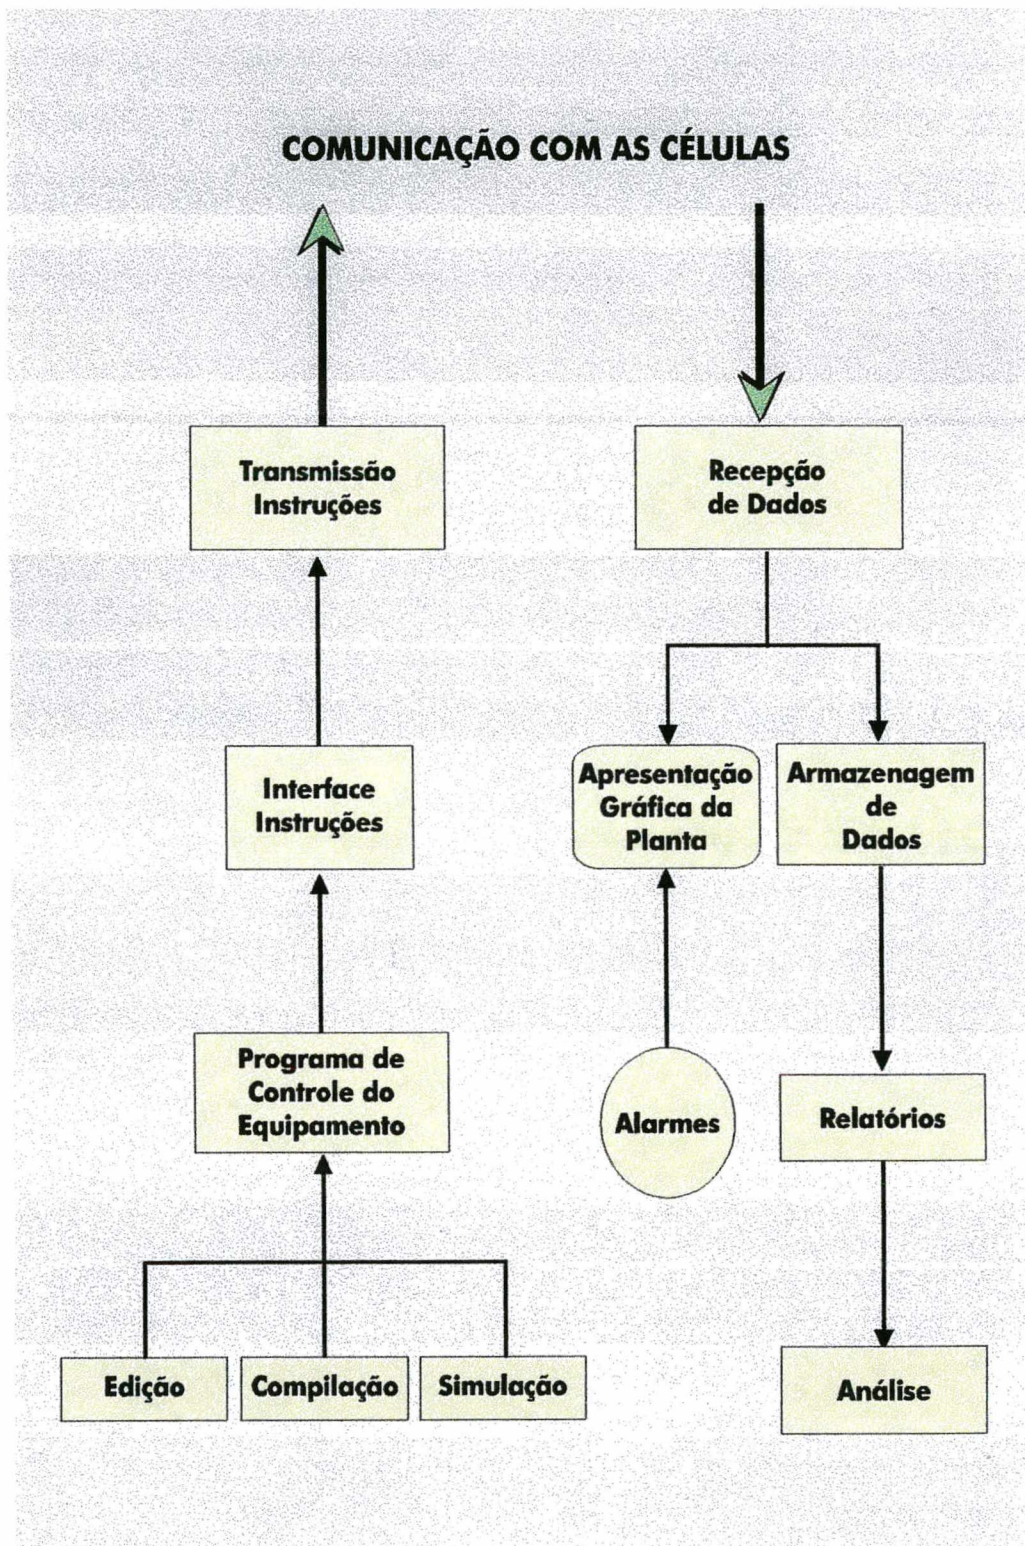 COMUNICAÇÃO COM AS CÉLULAS
Transmissão
Instruções
Recepção
de Dados
Interface
Instruções
Apresentação
Gráfica da
Planta
Armazenagem
de
Dados
Programa de
Controle do
Equipamento
Alarmes
Relatórios
Edição
Compilação
Simulação
Análise